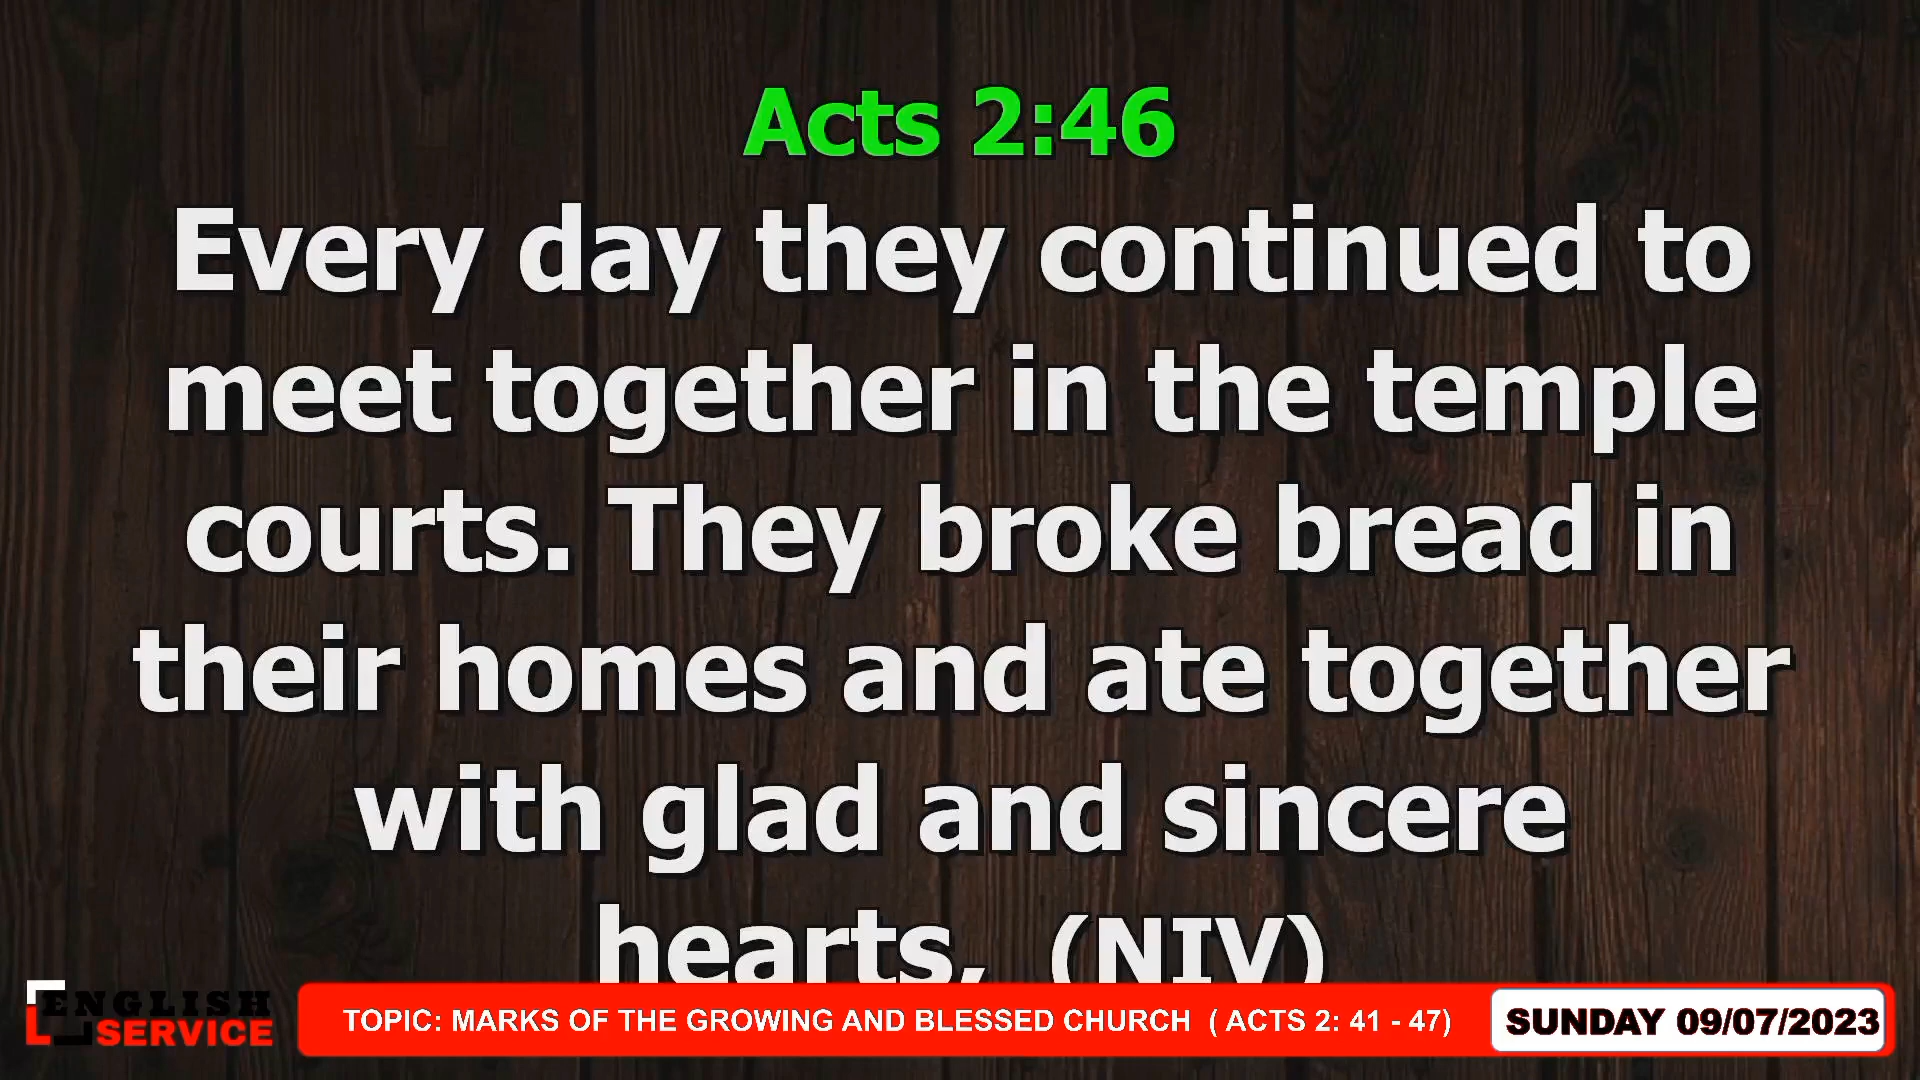 Acts 2:46
Every day they continued to
meet together in the temple
courts. They broke bread in
their homes and ate together
with glad and sincere
hearts, (NIV)
ENGLISH
SERVICE
TOPIC: MARKS OF THE GROWING AND BLESSED CHURCH ( ACTS 2: 41 - 47)
SUNDAY 09/07/2023